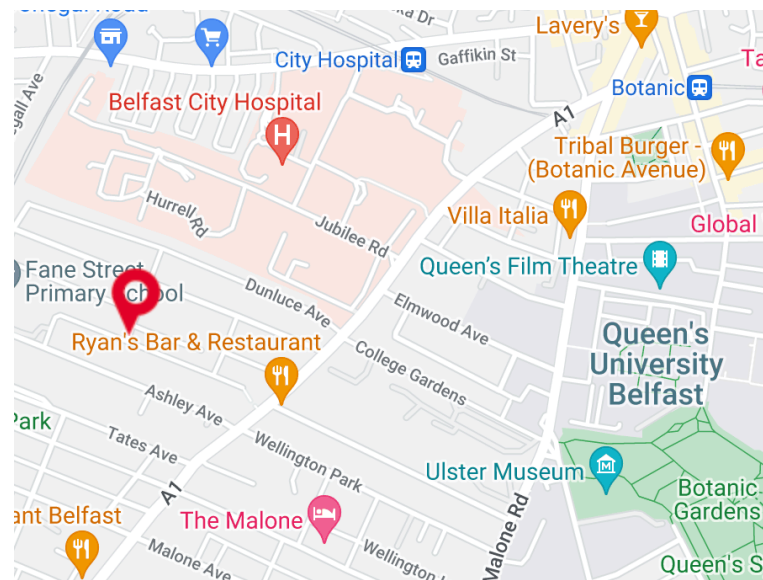 Lavery's
City Hospital
Gaffikin St
Botanic
Belfast City Hospital
A1
Tribal Burger -
(Botanic Avenue)
Hurrell Rd
Jubilee Rd
Villa Italia
Global
Fane Street
Primary School
Queen's Film Theatre
Dunluce Ave
Elmwood Ave
Ryan's Bar & Restaurant
College Gardens
Queen's
University
Belfast
Ashley Ave
Park
Tates Ave
Wellington Park
Ulster Museum
A1
Botanic
Gardens
ant Belfast
The Malone
Malone Rd
Malone Ave
Wellington
Queen's S